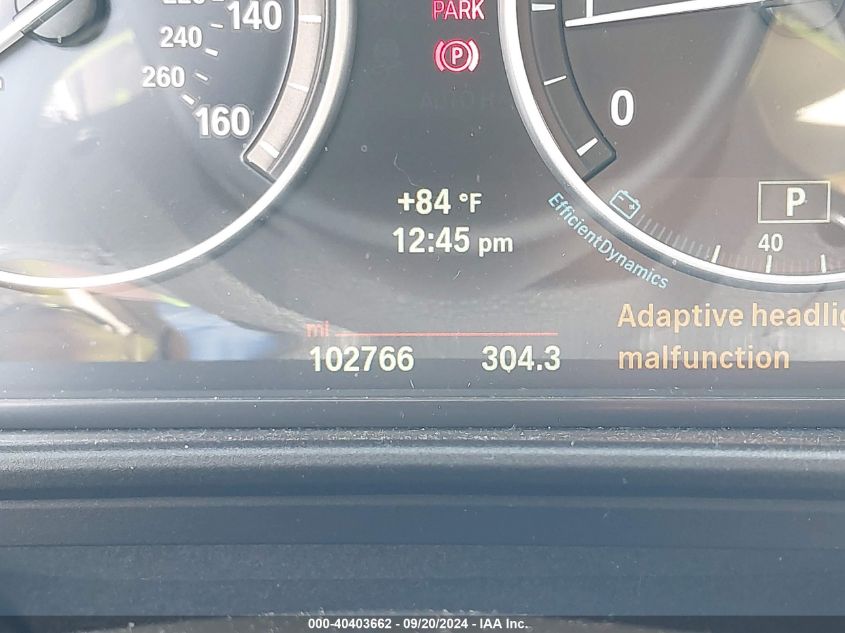 PARK
P
140
240
260
160
0
+84 °F
12:45 pm
EfficientDynamics
P
40
mi
102766 304.3
Adaptive
malfunction
000-40403662 - 09/20/2024 - IAA Inc.